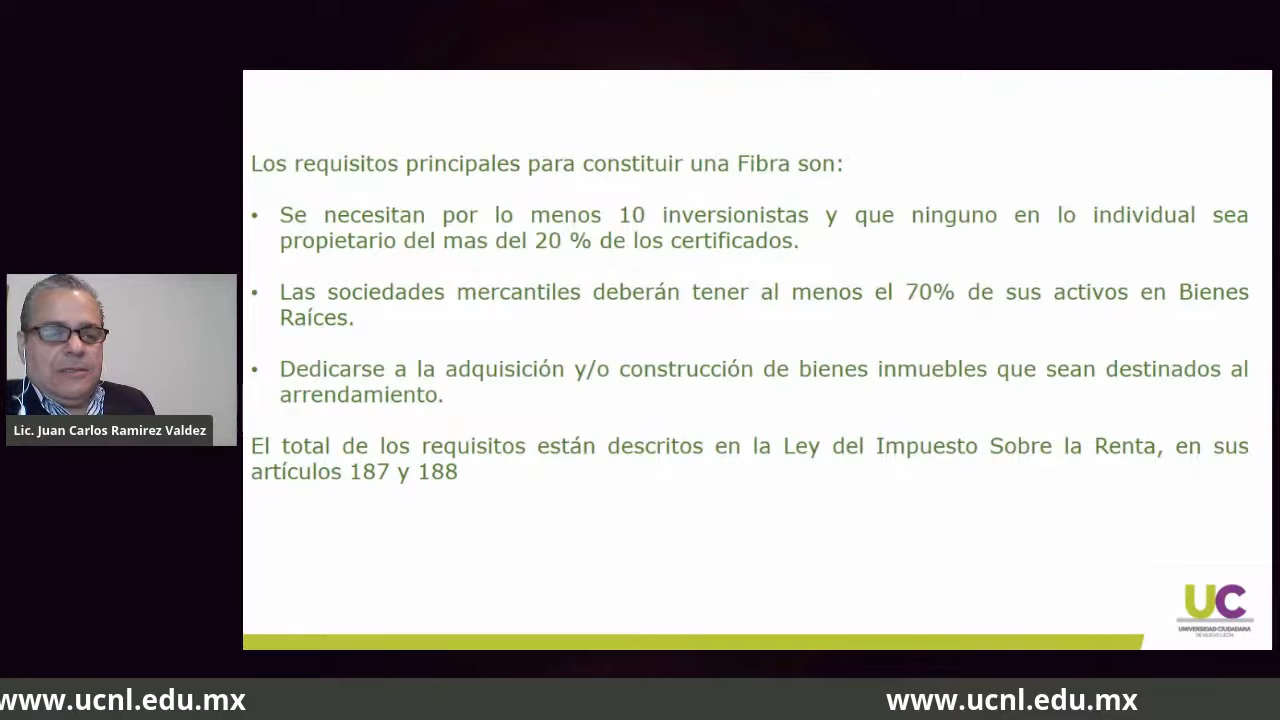 Los requisitos principales para constituir una Fibra son:
• Se necesitan por lo menos 10 inversionistas y que ninguno en lo individual sea
propietario del mas del 20 % de los certificados.
• Las sociedades mercantiles deberán tener al menos el 70% de sus activos en Bienes
Raíces.
• Dedicarse a la adquisición y/o construcción de bienes inmuebles que sean destinados al
arrendamiento.
El total de los requisitos están descritos en la Ley del Impuesto Sobre la Renta, en sus
artículos 187 y 188
Lic. Juan Carlos Ramirez Valdez
UC
UNIVERSIDAD CIUDADANA
DE NUEVO LEÓN
www.ucnl.edu.mx www.ucnl.edu.mx